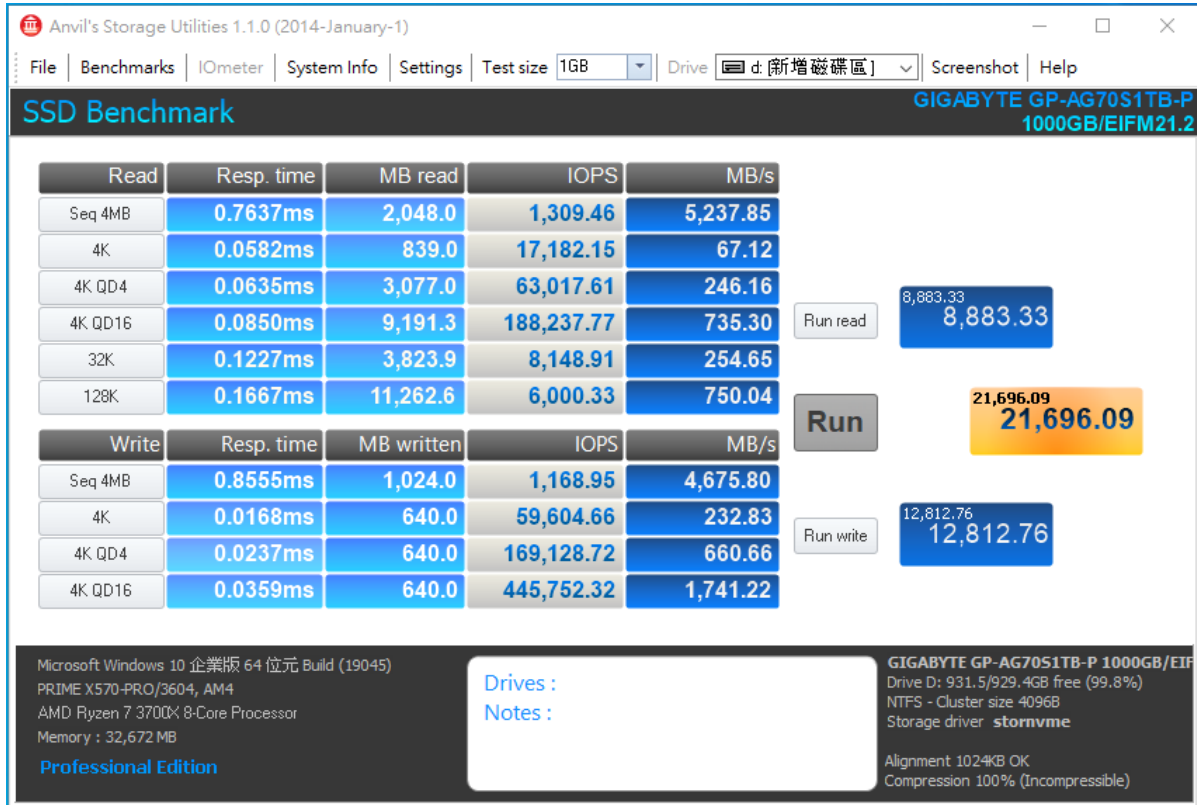 Anvil's Storage Utilities 1.1.0 (2014-January-1)
File Benchmarks IOmeter System Info Settings Test size 1GB Drive d: [新增磁碟區] Screenshot Help
SSD Benchmark
GIGABYTE GP-AG70S1TB-P
1000GB/EIFM21.2
Read Resp. time MB read IOPS MB/s
Seq 4MB 0.7637ms 2,048.0 1,309.46 5,237.85
4K 0.0582ms 839.0 17,182.15 67.12
4K QD4 0.0635ms 3,077.0 63,017.61 246.16
4K QD16 0.0850ms 9,191.3 188,237.77 735.30
32K 0.1227ms 3,823.9 8,148.91 254.65
128K 0.1667ms 11,262.6 6,000.33 750.04
Run read
8,883.33
8,883.33
Run
21,696.09
21,696.09
Write Resp. time MB written IOPS MB/s
Seq 4MB 0.8555ms 1,024.0 1,168.95 4,675.80
4K 0.0168ms 640.0 59,604.66 232.83
4K QD4 0.0237ms 640.0 169,128.72 660.66
4K QD16 0.0359ms 640.0 445,752.32 1,741.22
Run write
12,812.76
12,812.76
Microsoft Windows 10 企業版 64 位元 Build (19045)
PRIME X570-PRO/3604, AM4
AMD Ryzen 7 3700X 8-Core Processor
Memory : 32,672 MB
Professional Edition
Drives :
Notes :
GIGABYTE GP-AG70S1TB-P 1000GB/EIF
Drive D: 931.5/929.4GB free (99.8%)
NTFS - Cluster size 4096B
Storage driver stornvme
Alignment 1024KB OK
Compression 100% (Incompressible)